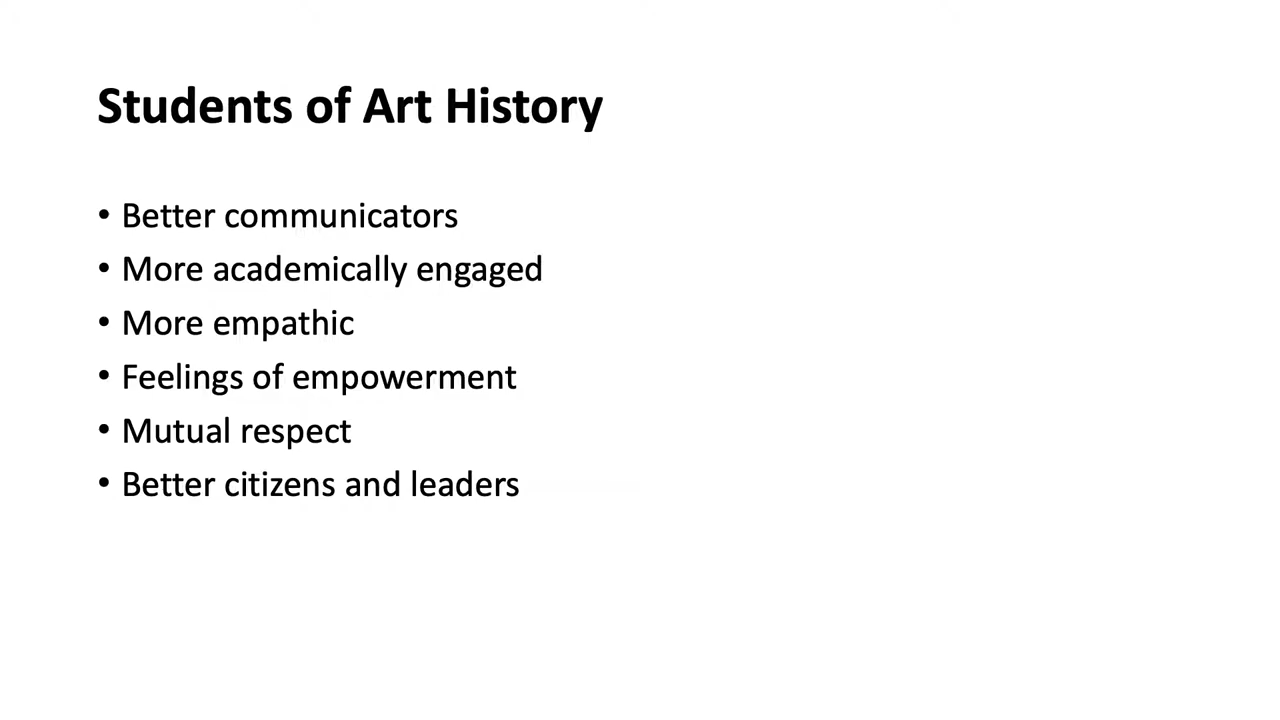 Students of Art History
• Better communicators
• More academically engaged
• More empathic
• Feelings of empowerment
• Mutual respect
• Better citizens and leaders